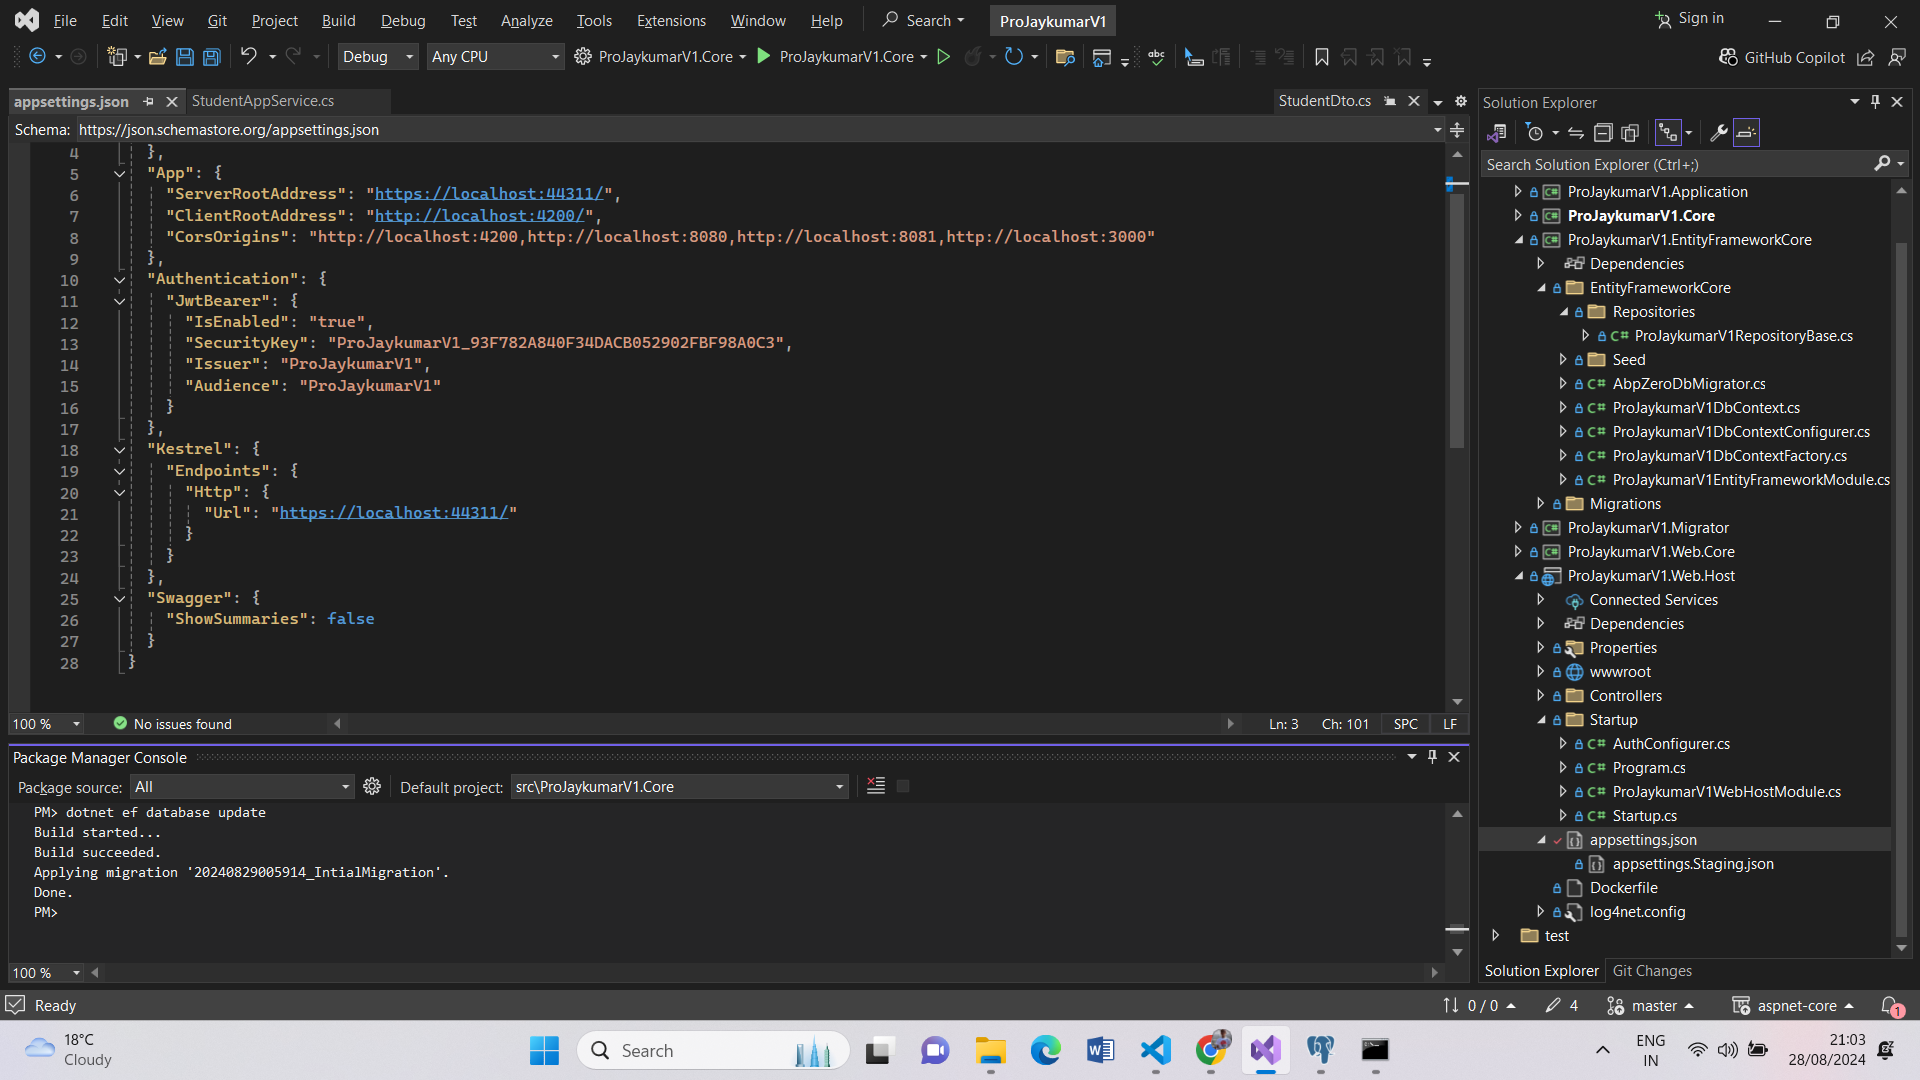 File Edit View Git Project Build Debug Test Analyze Tools Extensions Window Help Search ProJaykumarV1 Sign in
Debug Any CPU ProJaykumarV1.Core ProJaykumarV1.Core GitHub Copilot
appsettings.json StudentAppService.cs StudentDto.cs
Schema: https://json.schemastore.org/appsettings.json
4 },
5 "App": {
6 "ServerRootAddress": "https://localhost:44311/",
7 "ClientRootAddress": "http://localhost:4200/",
8 "CorsOrigins": "http://localhost:4200,http://localhost:8080,http://localhost:8081,http://localhost:3000"
9 },
10 "Authentication": {
11 "JwtBearer": {
12 "IsEnabled": "true",
13 "SecurityKey": "ProJaykumarV1_93F782A840F34DACB052902FBF98A0C3",
14 "Issuer": "ProJaykumarV1",
15 "Audience": "ProJaykumarV1"
16 }
17 },
18 "Kestrel": {
19 "Endpoints": {
20 "Http": {
21 "Url": "https://localhost:44311/"
22 }
23 }
24 },
25 "Swagger": {
26 "ShowSummaries": false
27 }
28 }
100 % No issues found Ln: 3 Ch: 101 SPC LF
Package Manager Console
Package source: All Default project: src\ProJaykumarV1.Core
PM> dotnet ef database update
Build started...
Build succeeded.
Applying migration '20240829005914_IntialMigration'.
Done.
PM>
100 %
Solution Explorer
Search Solution Explorer (Ctrl+;)
ProJaykumarV1.Application
ProJaykumarV1.Core
ProJaykumarV1.EntityFrameworkCore
Dependencies
EntityFrameworkCore
Repositories
C# ProJaykumarV1RepositoryBase.cs
Seed
C# AbpZeroDbMigrator.cs
C# ProJaykumarV1DbContext.cs
C# ProJaykumarV1DbContextConfigurer.cs
C# ProJaykumarV1DbContextFactory.cs
C# ProJaykumarV1EntityFrameworkModule.cs
Migrations
ProJaykumarV1.Migrator
ProJaykumarV1.Web.Core
ProJaykumarV1.Web.Host
Connected Services
Dependencies
Properties
wwwroot
Controllers
Startup
C# AuthConfigurer.cs
C# Program.cs
C# ProJaykumarV1WebHostModule.cs
C# Startup.cs
appsettings.json
appsettings.Staging.json
Dockerfile
log4net.config
test
Solution Explorer Git Changes
Ready 0 / 0 4 master aspnet-core 1
18°C
Cloudy
Search
ENG
IN
21:03
28/08/2024